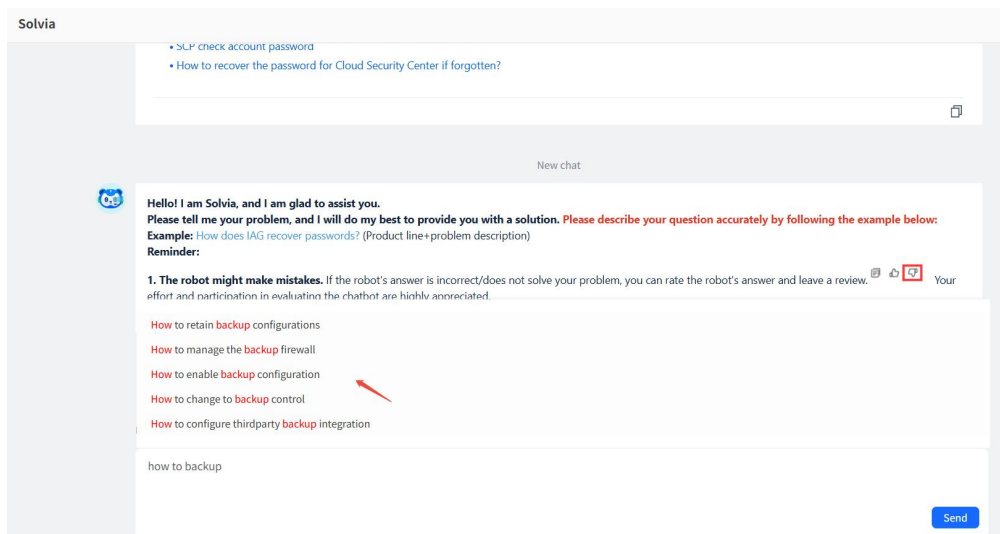 Solvia
• SCP check account password
• How to recover the password for Cloud Security Center if forgotten?
New chat
Hello! I am Solvia, and I am glad to assist you.
Please tell me your problem, and I will do my best to provide you with a solution. Please describe your question accurately by following the example below:
Example: How does IAG recover passwords? (Product line+problem description)
Reminder:
1. The robot might make mistakes. If the robot's answer is incorrect/does not solve your problem, you can rate the robot's answer and leave a review. Your
effort and participation in evaluating the chatbot are highly appreciated.
How to retain backup configurations
How to manage the backup firewall
How to enable backup configuration
How to change to backup control
How to configure thirdparty backup integration
how to backup
Send